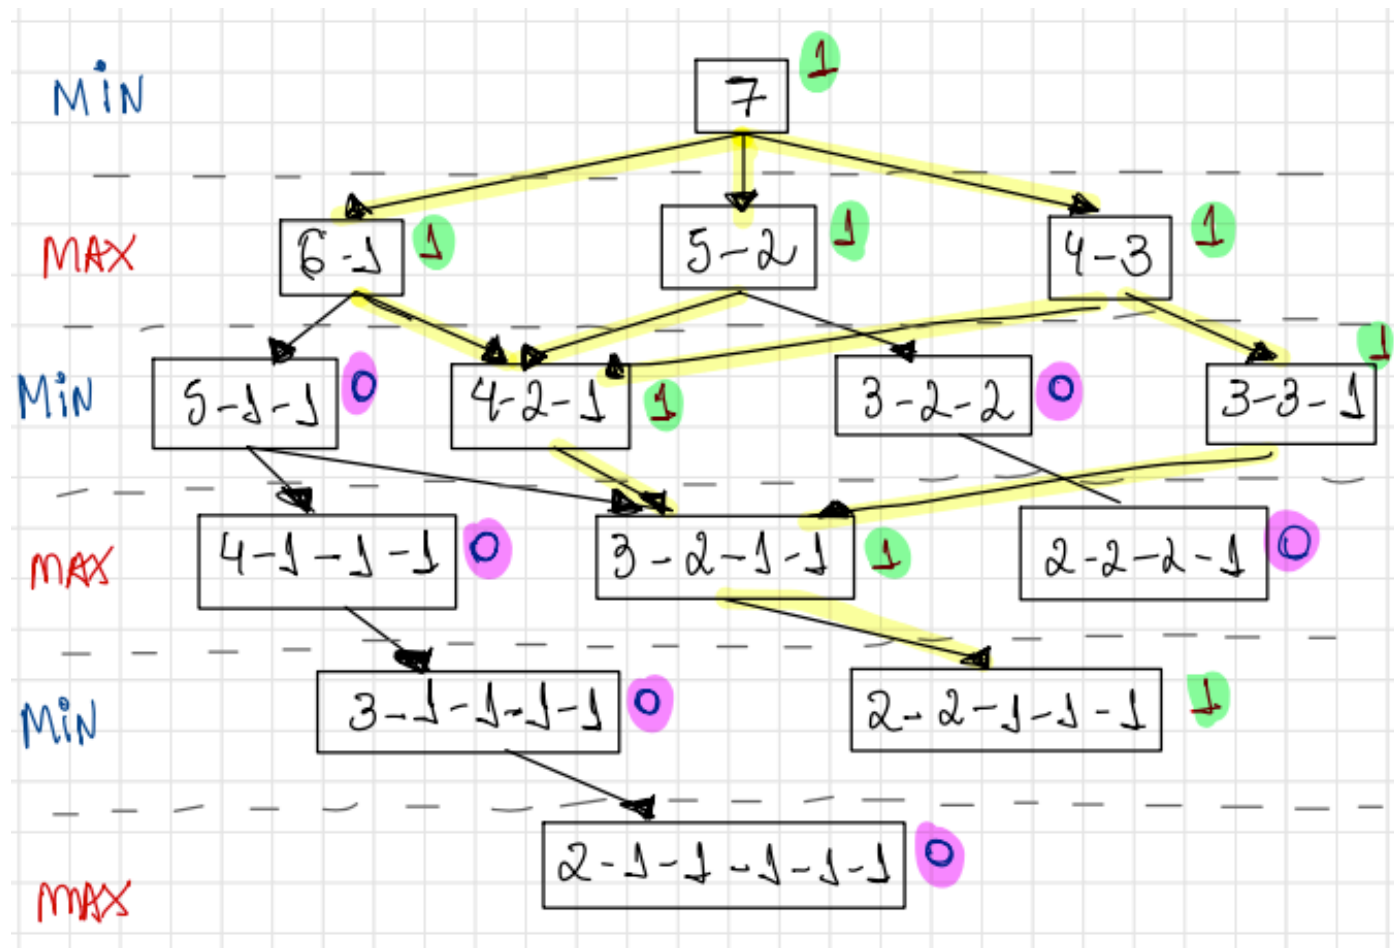 MiN 7 1
MAX 6-1 1 5-2 1 4-3 1
MiN 5-1-1 0 4-2-1 1 3-2-2 0 3-3-1 1
MAX 4-1-1-1 0 3-2-1-1 1 2-2-2-1 0
MiN 3-1-1-1-1 0 2-2-1-1-1 1
MAX 2-1-1-1-1-1 0